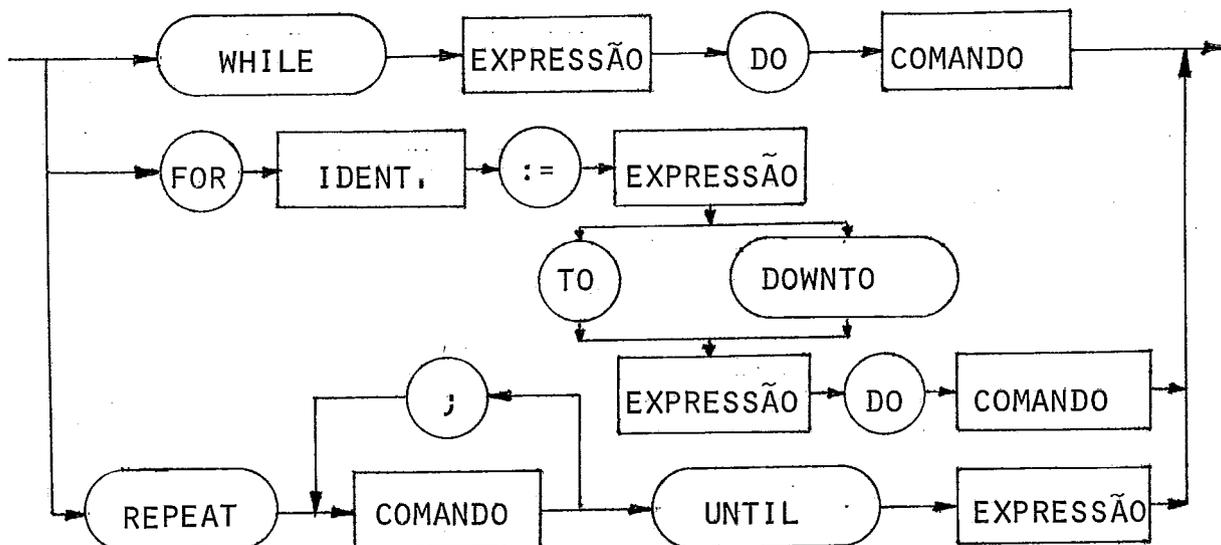 WHILE EXPRESSÃO DO COMANDO
FOR IDENT. := EXPRESSÃO
TO DOWNTO
EXPRESSÃO DO COMANDO
;
REPEAT COMANDO UNTIL EXPRESSÃO